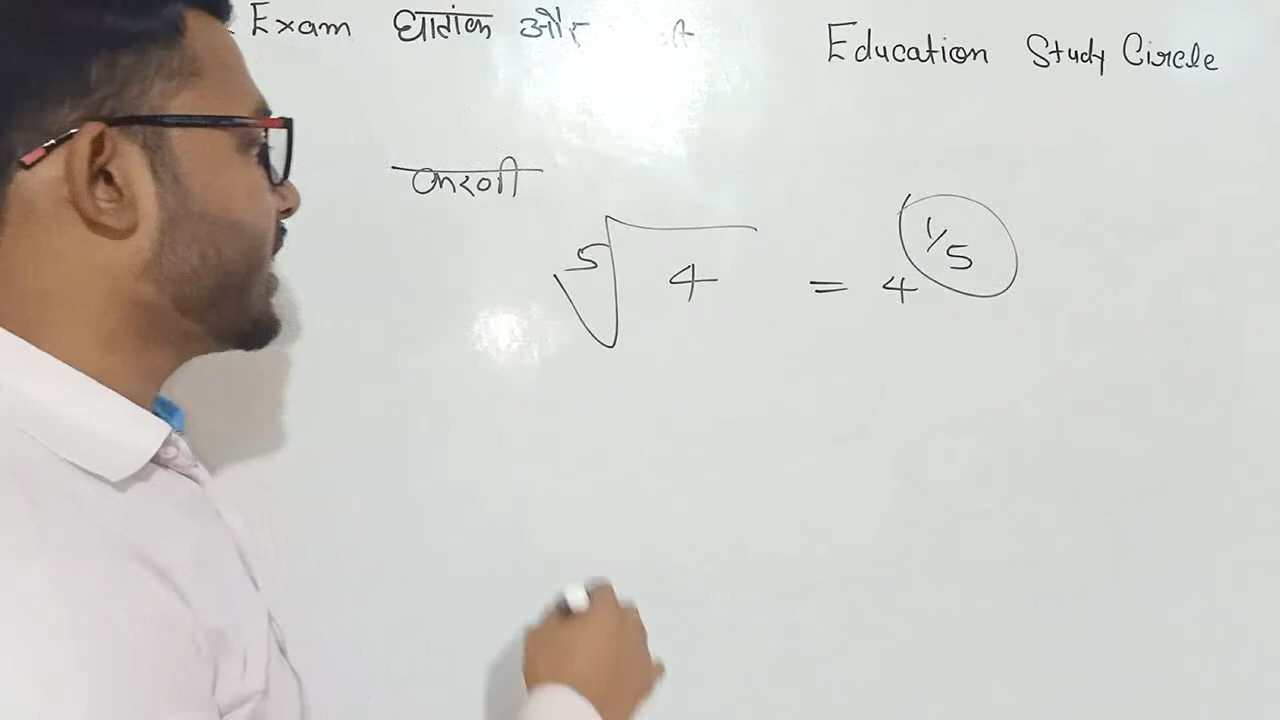 Exam घातांक और
Education Study Circle
करणी
⁵√4 = 4^1/5